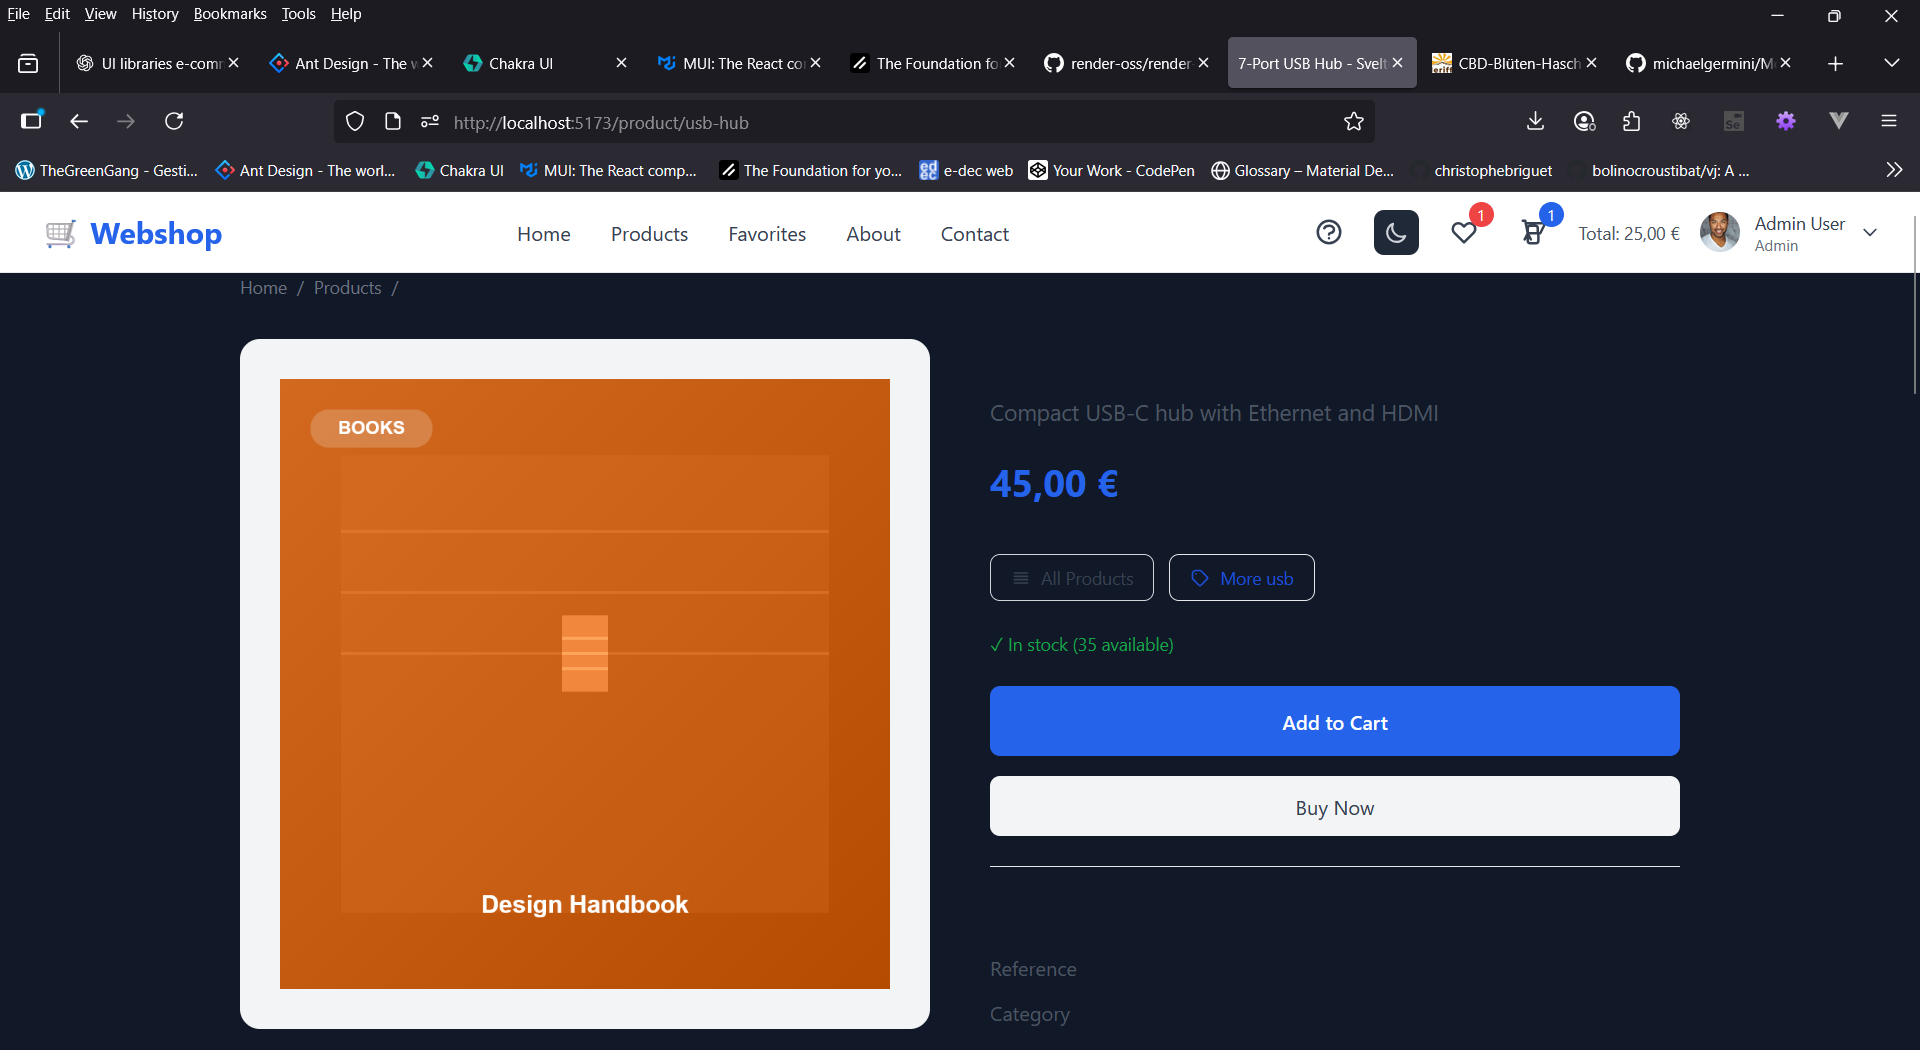 File Edit View History Bookmarks Tools Help
UI libraries e-comr
Ant Design - The w
Chakra UI
MUI: The React co
The Foundation fo
render-oss/render
7-Port USB Hub - Svelt
CBD-Blüten-Hasch
michaelgermini/M
http://localhost:5173/product/usb-hub
TheGreenGang - Gesti...
Ant Design - The worl...
Chakra UI
MUI: The React comp...
The Foundation for yo...
e-dec web
Your Work - CodePen
Glossary – Material De...
christophebriguet
bolinocroustibat/vj: A ...
Webshop
Home
Products
Favorites
About
Contact
1
1
Total: 25,00 €
Admin User
Admin
Home / Products /
BOOKS
Design Handbook
Compact USB-C hub with Ethernet and HDMI
45,00 €
All Products
More usb
✓ In stock (35 available)
Add to Cart
Buy Now
Reference
Category